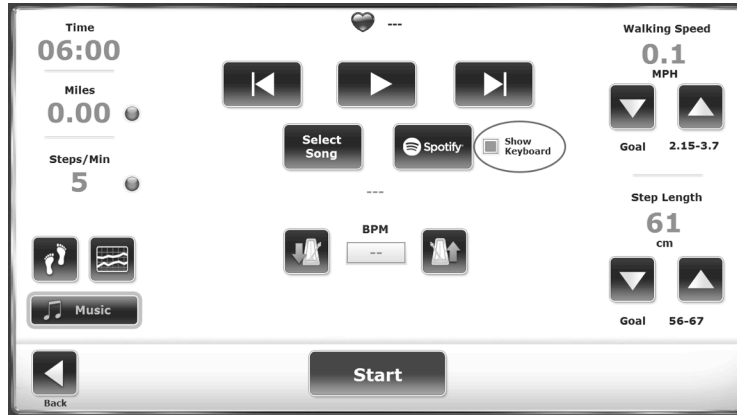 Time
06:00
Miles
0.00
Steps/Min
5
Music
Back
---
Select
Song
Spotify
Show
Keyboard
---
BPM
--
Start
Walking Speed
0.1
MPH
Goal 2.15-3.7
Step Length
61
cm
Goal 56-67